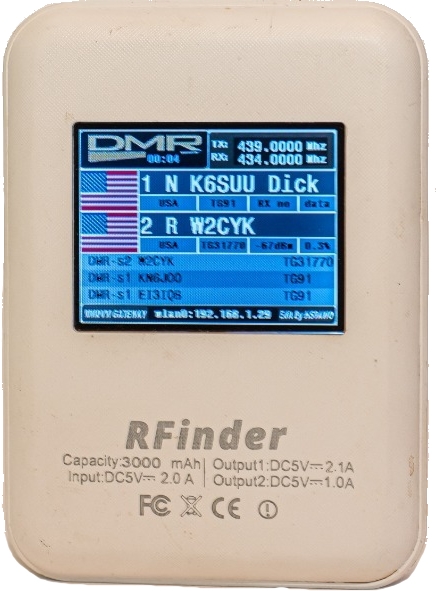 DMR TX: 439.0000 Mhz
00:04 RX: 434.0000 Mhz
1 N K6SUU Dick
USA TG91 RX no data
2 R W2CYK
USA TG31770 -67dBm 0.3%
DMR-s2 W2CYK TG31770
DMR-s1 KN6JOO TG91
DMR-s1 EI3IQB TG91
GATEWAY wlan0:192.168.1.29
RFinder
Capacity:3000 mAh Output1:DC5V⎓2.1A
Input:DC5V⎓ 2.0 A Output2:DC5V⎓1.0A
FC CE